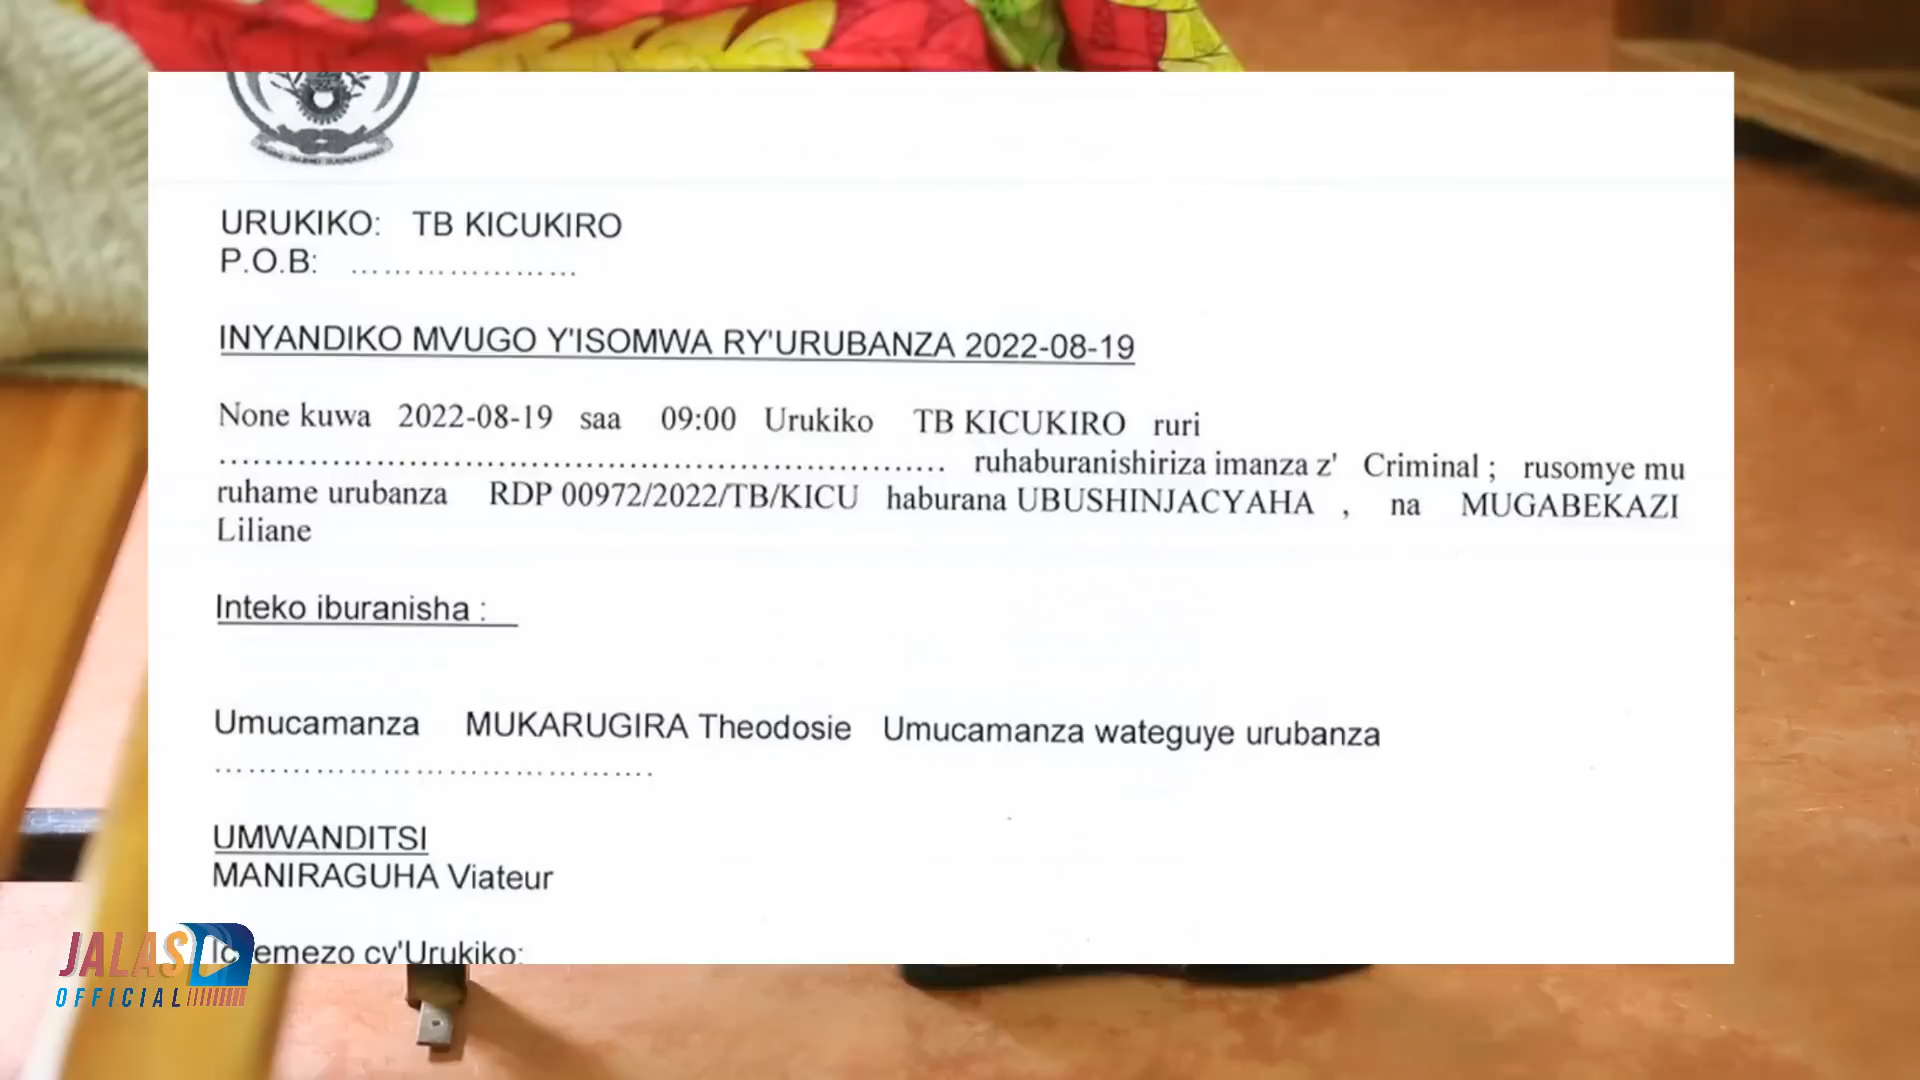 URUKIKO: TB KICUKIRO
P.O.B: .....................
INYANDIKO MVUGO Y'ISOMWA RY'URUBANZA 2022-08-19
None kuwa 2022-08-19 saa 09:00 Urukiko TB KICUKIRO ruri
.................................................................. ruhaburanishiriza imanza z' Criminal ; rusomye mu
ruhame urubanza RDP 00972/2022/TB/KICU haburana UBUSHINJACYAHA , na MUGABEKAZI
Liliane
Inteko iburanisha :
Umucamanza MUKARUGIRA Theodosie Umucamanza wateguye urubanza
........................................
UMWANDITSI
MANIRAGUHA Viateur
cy'Urukiko:
JALAS
OFFICIAL